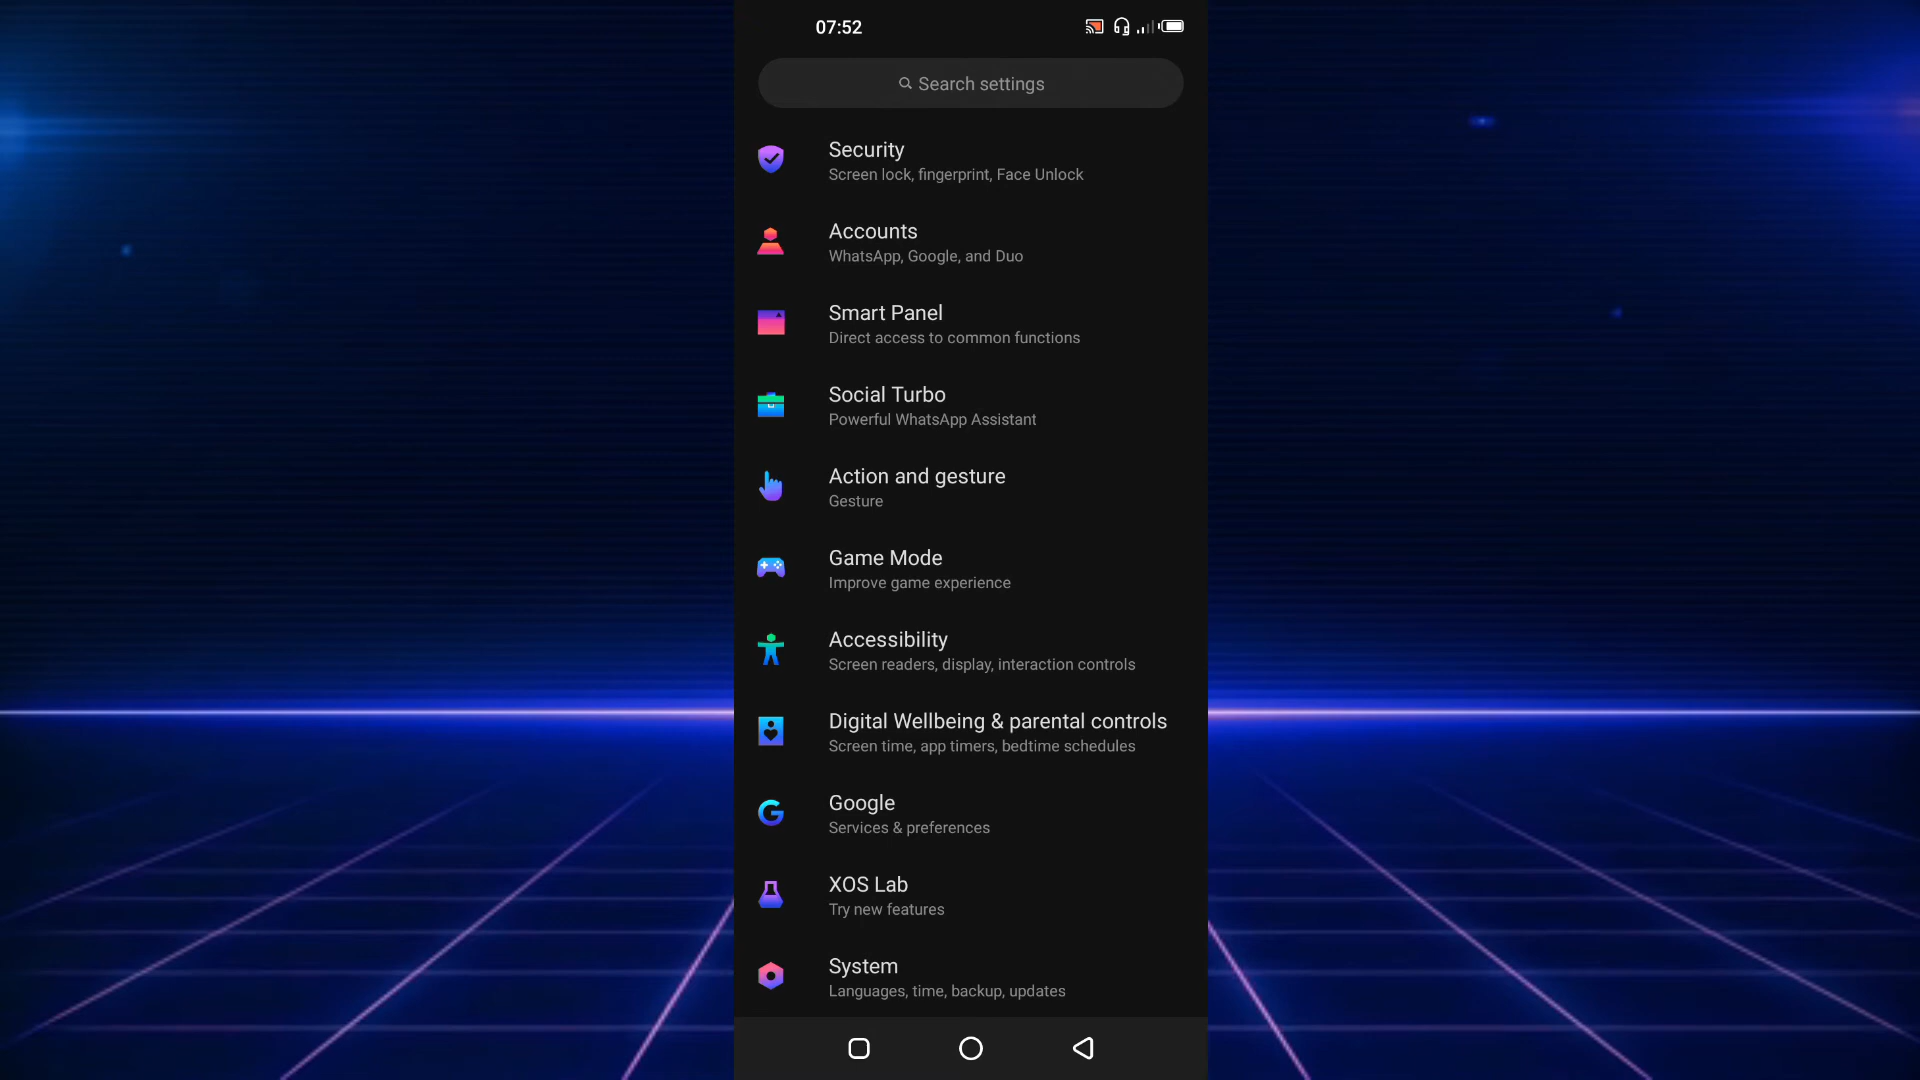 07:52
Search settings
Security
Screen lock, fingerprint, Face Unlock
Accounts
WhatsApp, Google, and Duo
Smart Panel
Direct access to common functions
Social Turbo
Powerful WhatsApp Assistant
Action and gesture
Gesture
Game Mode
Improve game experience
Accessibility
Screen readers, display, interaction controls
Digital Wellbeing & parental controls
Screen time, app timers, bedtime schedules
Google
Services & preferences
XOS Lab
Try new features
System
Languages, time, backup, updates